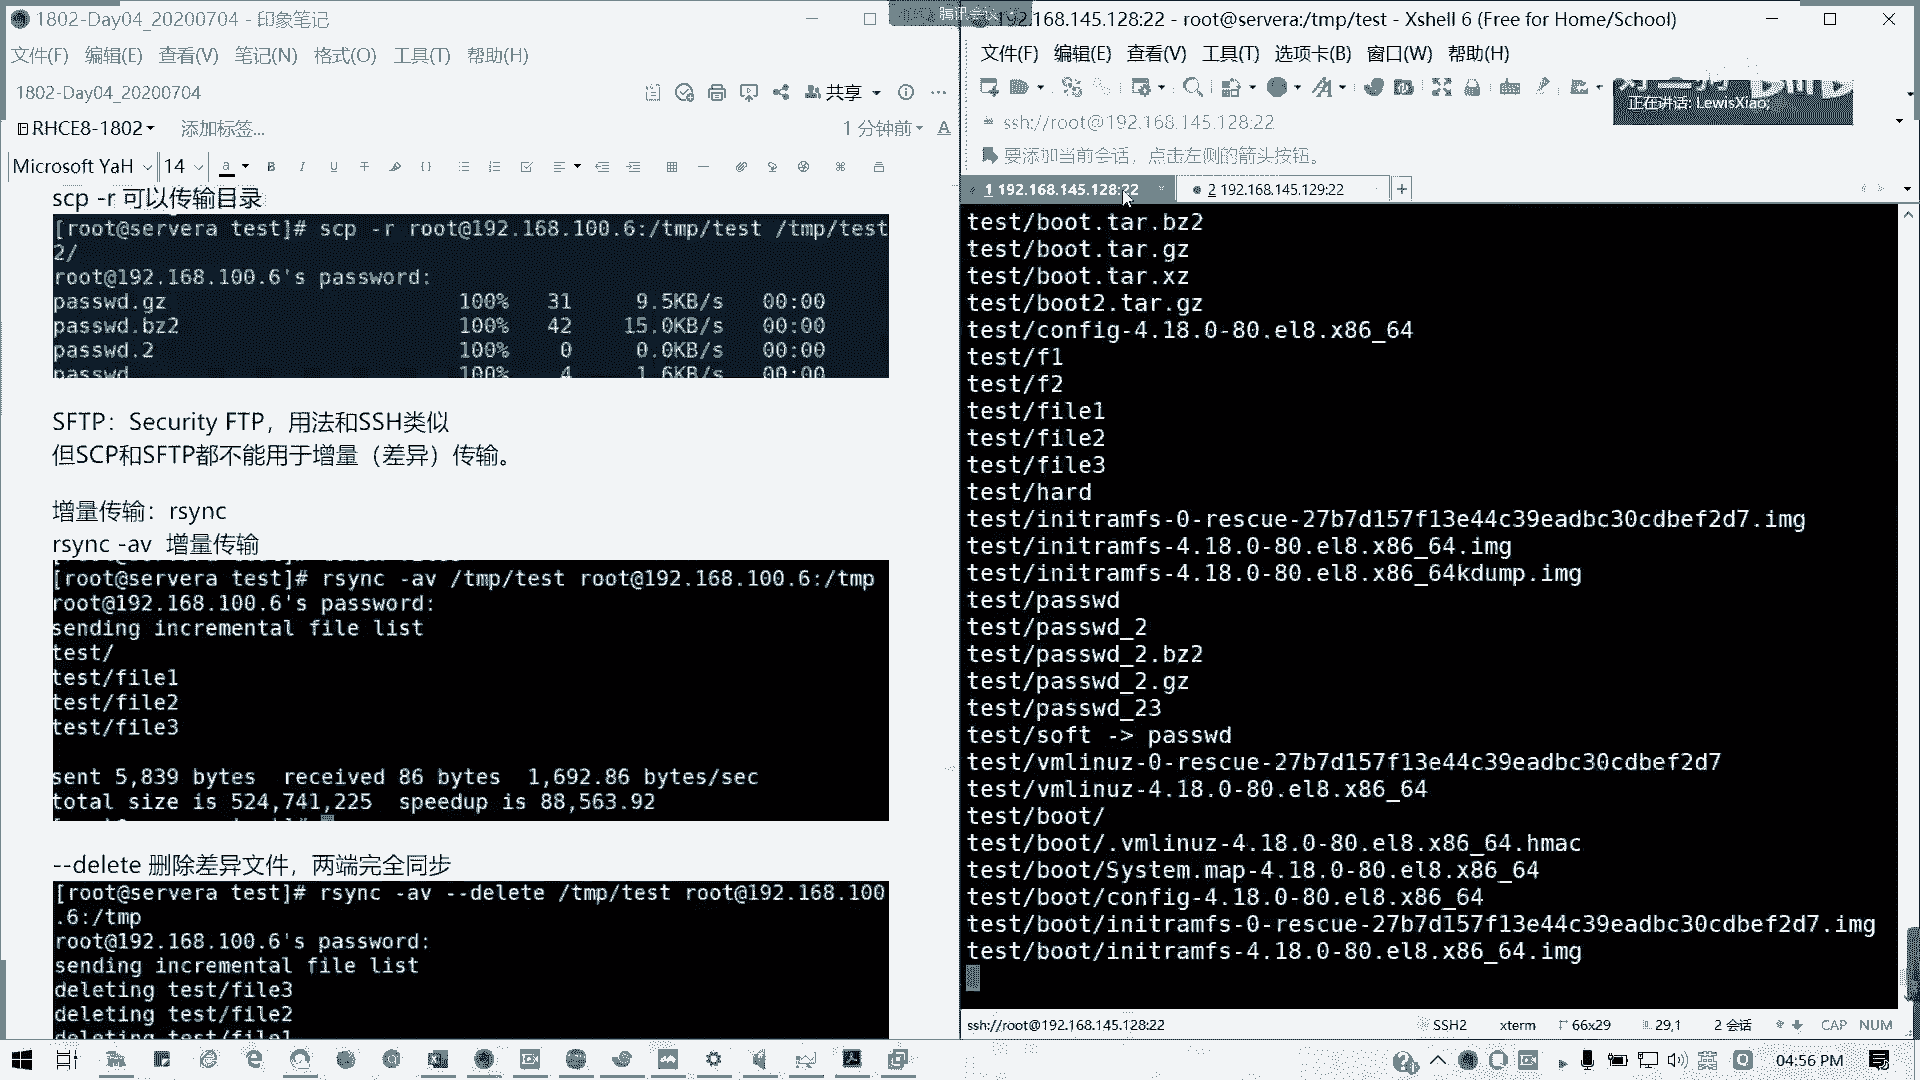 1802-Day04_20200704 - 印象笔记
文件(F) 编辑(E) 查看(V) 笔记(N) 格式(O) 工具(T) 帮助(H)
1802-Day04_20200704
共享
RHCE8-1802 添加标签...
1 分钟前
Microsoft YaH 14
scp -r 可以传输目录
[root@servera test]# scp -r root@192.168.100.6:/tmp/test /tmp/test
2/
root@192.168.100.6's password:
passwd.gz 100% 31 9.5KB/s 00:00
passwd.bz2 100% 42 15.0KB/s 00:00
passwd.2 100% 0 0.0KB/s 00:00
passwd 100% 4 1.6KB/s 00:00
SFTP：Security FTP，用法和SSH类似
但SCP和SFTP都不能用于增量（差异）传输。
增量传输：rsync
rsync -av 增量传输
[root@servera test]# rsync -av /tmp/test root@192.168.100.6:/tmp
root@192.168.100.6's password:
sending incremental file list
test/
test/file1
test/file2
test/file3
sent 5,839 bytes received 86 bytes 1,692.86 bytes/sec
total size is 524,741,225 speedup is 88,563.92
--delete 删除差异文件，两端完全同步
[root@servera test]# rsync -av --delete /tmp/test root@192.168.100
.6:/tmp
root@192.168.100.6's password:
sending incremental file list
deleting test/file3
deleting test/file2
deleting test/file1
腾讯会议
192.168.145.128:22 - root@servera:/tmp/test - Xshell 6 (Free for Home/School)
文件(F) 编辑(E) 查看(V) 工具(T) 选项卡(B) 窗口(W) 帮助(H)
正在讲话: LewisXiao;
ssh://root@192.168.145.128:22
要添加当前会话，点击左侧的箭头按钮。
1 192.168.145.128:22 2 192.168.145.129:22
test/boot.tar.bz2
test/boot.tar.gz
test/boot.tar.xz
test/boot2.tar.gz
test/config-4.18.0-80.el8.x86_64
test/f1
test/f2
test/file1
test/file2
test/file3
test/hard
test/initramfs-0-rescue-27b7d157f13e44c39eadbc30cdbef2d7.img
test/initramfs-4.18.0-80.el8.x86_64.img
test/initramfs-4.18.0-80.el8.x86_64kdump.img
test/passwd
test/passwd_2
test/passwd_2.bz2
test/passwd_2.gz
test/passwd_23
test/soft -> passwd
test/vmlinuz-0-rescue-27b7d157f13e44c39eadbc30cdbef2d7
test/vmlinuz-4.18.0-80.el8.x86_64
test/boot/
test/boot/.vmlinuz-4.18.0-80.el8.x86_64.hmac
test/boot/System.map-4.18.0-80.el8.x86_64
test/boot/config-4.18.0-80.el8.x86_64
test/boot/initramfs-0-rescue-27b7d157f13e44c39eadbc30cdbef2d7.img
test/boot/initramfs-4.18.0-80.el8.x86_64.img
ssh://root@192.168.145.128:22 SSH2 xterm 66x29 29,1 2 会话 CAP NUM
英 04:56 PM